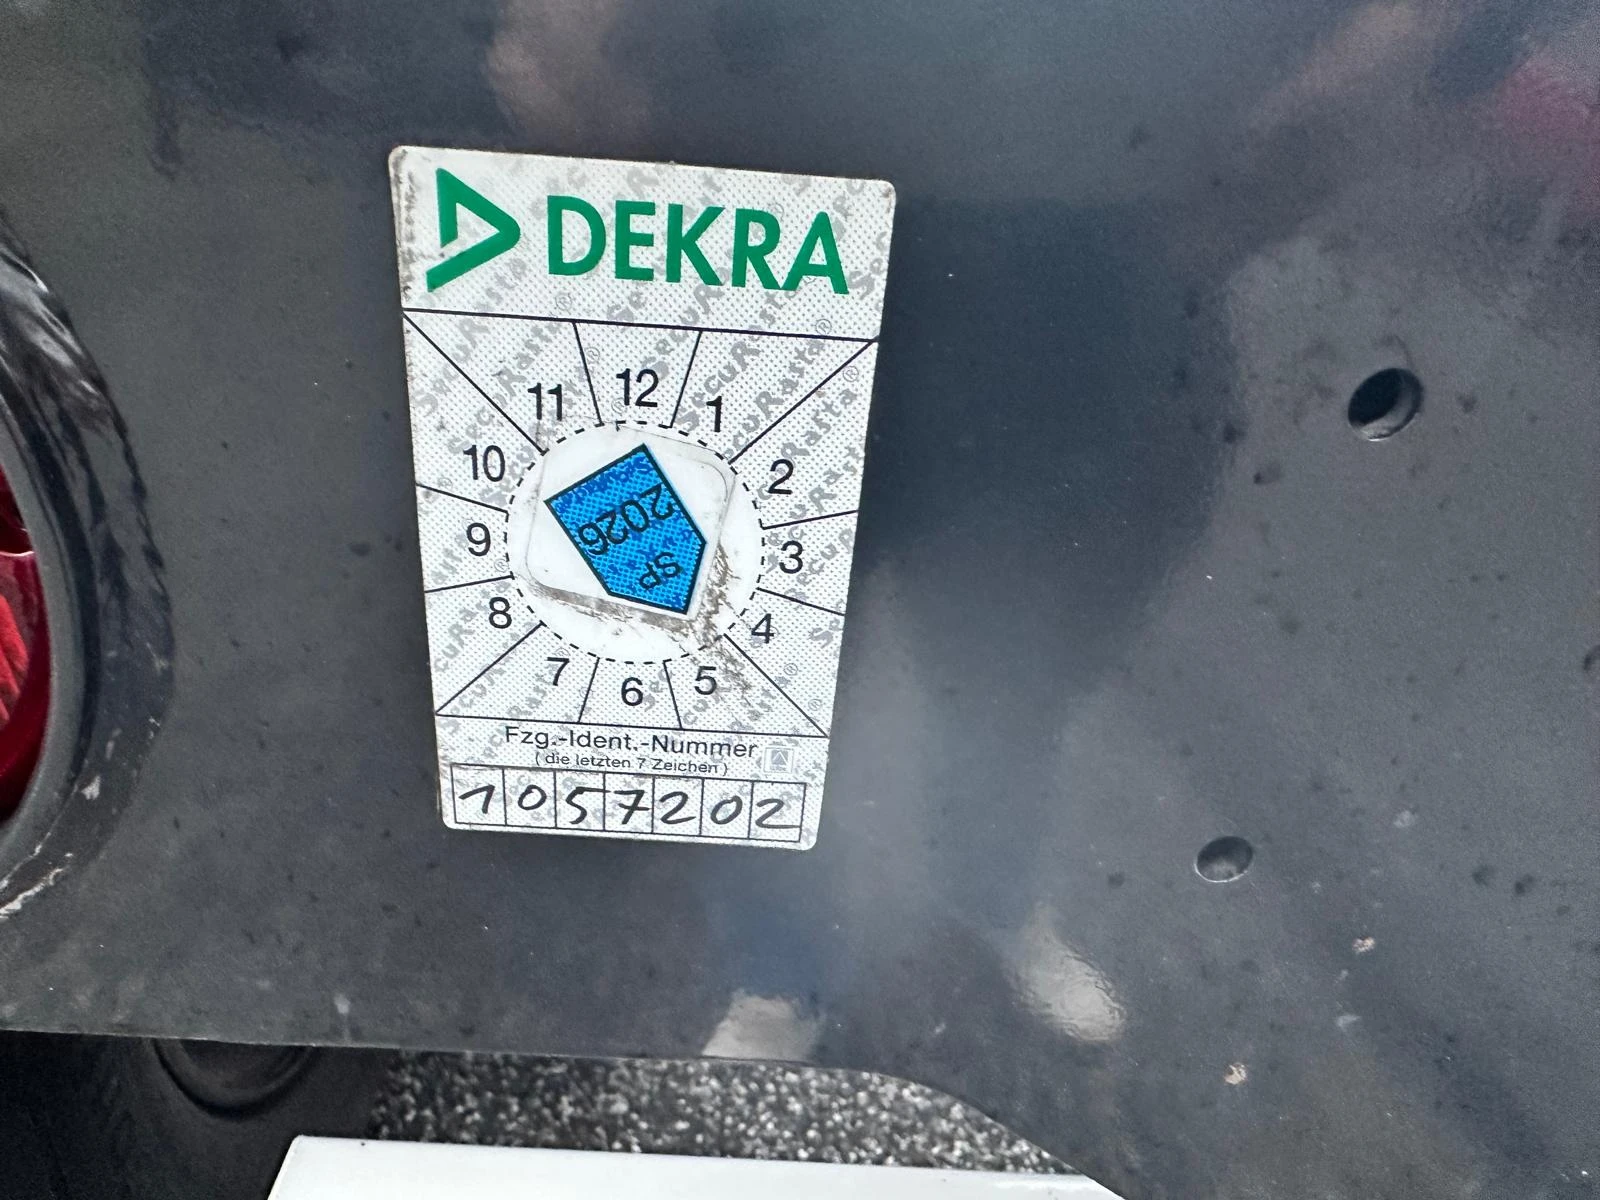 DEKRA
11 12 1
10 2
9 3
8 4
7 6 5
SP
2026
Fzg.-Ident.-Nummer
(die letzten 7 Zeichen)
1057202